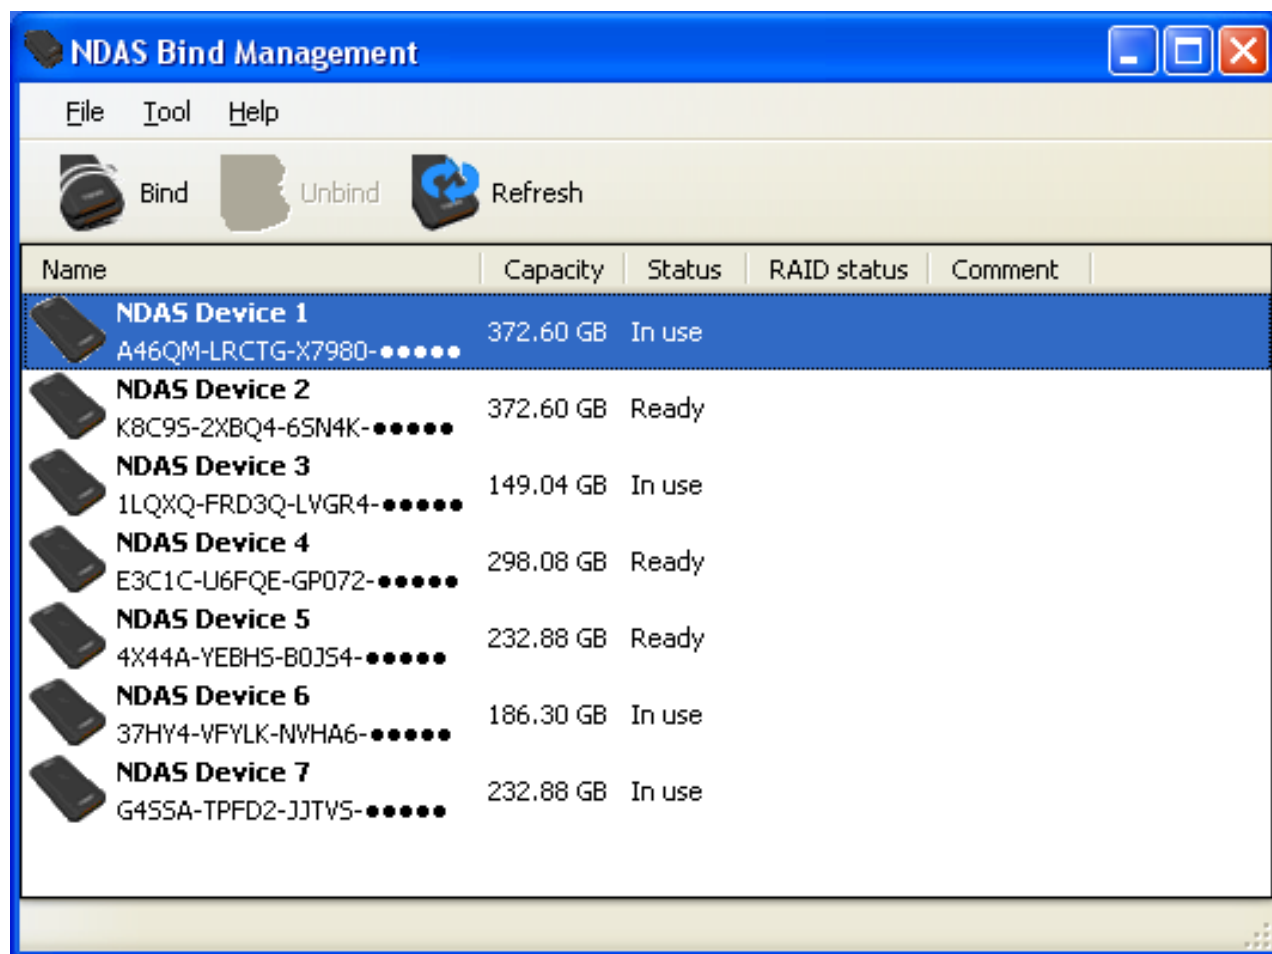 NDAS Bind Management
File Tool Help
Bind Unbind Refresh
Name Capacity Status RAID status Comment
NDAS Device 1
A46QM-LRCTG-X7980-●●●●● 372.60 GB In use
NDAS Device 2
K8C9S-2XBQ4-6SN4K-●●●●● 372.60 GB Ready
NDAS Device 3
1LQXQ-FRD3Q-LVGR4-●●●●● 149.04 GB In use
NDAS Device 4
E3C1C-U6FQE-GP072-●●●●● 298.08 GB Ready
NDAS Device 5
4X44A-YEBHS-B0JS4-●●●●● 232.88 GB Ready
NDAS Device 6
37HY4-VFYLK-NVHA6-●●●●● 186.30 GB In use
NDAS Device 7
G4SSA-TPFD2-JJTVS-●●●●● 232.88 GB In use